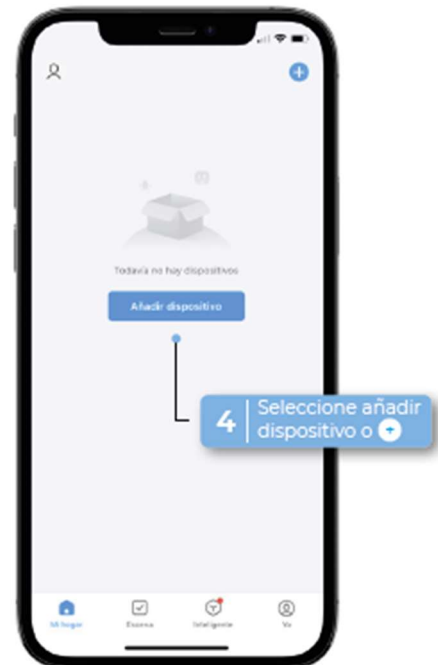 Todavía no hay dispositivos
Añadir dispositivo
4
Seleccione añadir
dispositivo o +
Mi hogar
Escena
Inteligente
Yo